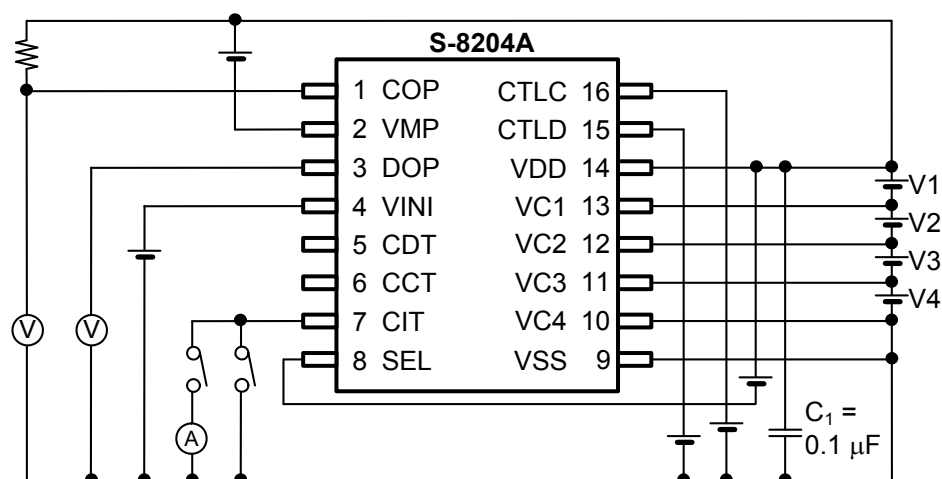 S-8204A
1 COP CTLC 16
2 VMP CTLD 15
3 DOP VDD 14
4 VINI VC1 13
5 CDT VC2 12
6 CCT VC3 11
7 CIT VC4 10
8 SEL VSS 9
V1
V2
V3
V4
V
V
A
C₁ =
0.1 μF